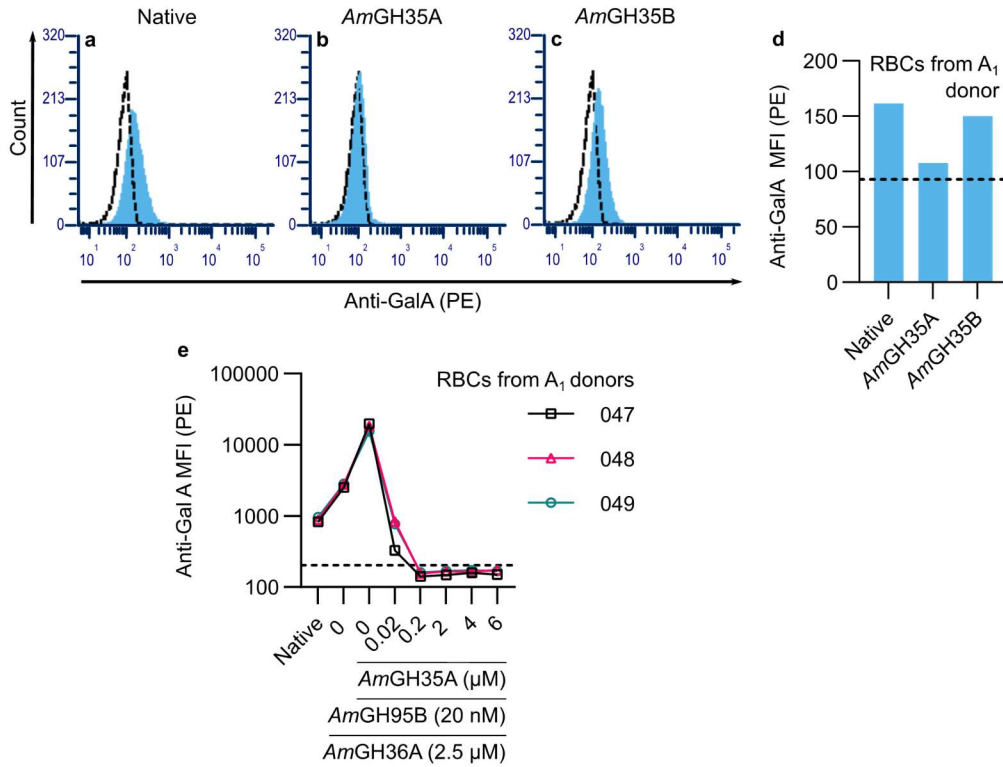 Native
AmGH35A
AmGH35B
a
b
c
d
320
213
107
0
320
213
107
0
320
213
107
0
Count
10 1
10 2
10 3
10 4
10 5
10 1
10 2
10 3
10 4
10 5
10 1
10 2
10 3
10 4
10 5
Anti-GalA (PE)
200
150
100
50
0
Anti-GalA MFI (PE)
RBCs from A1
donor
Native
AmGH35A
AmGH35B
e
100000
10000
1000
100
Anti-Gal A MFI (PE)
RBCs from A1 donors
047
048
049
Native
0
0
0.02
0.2
2
4
6
AmGH35A (µM)
AmGH95B (20 nM)
AmGH36A (2.5 µM)